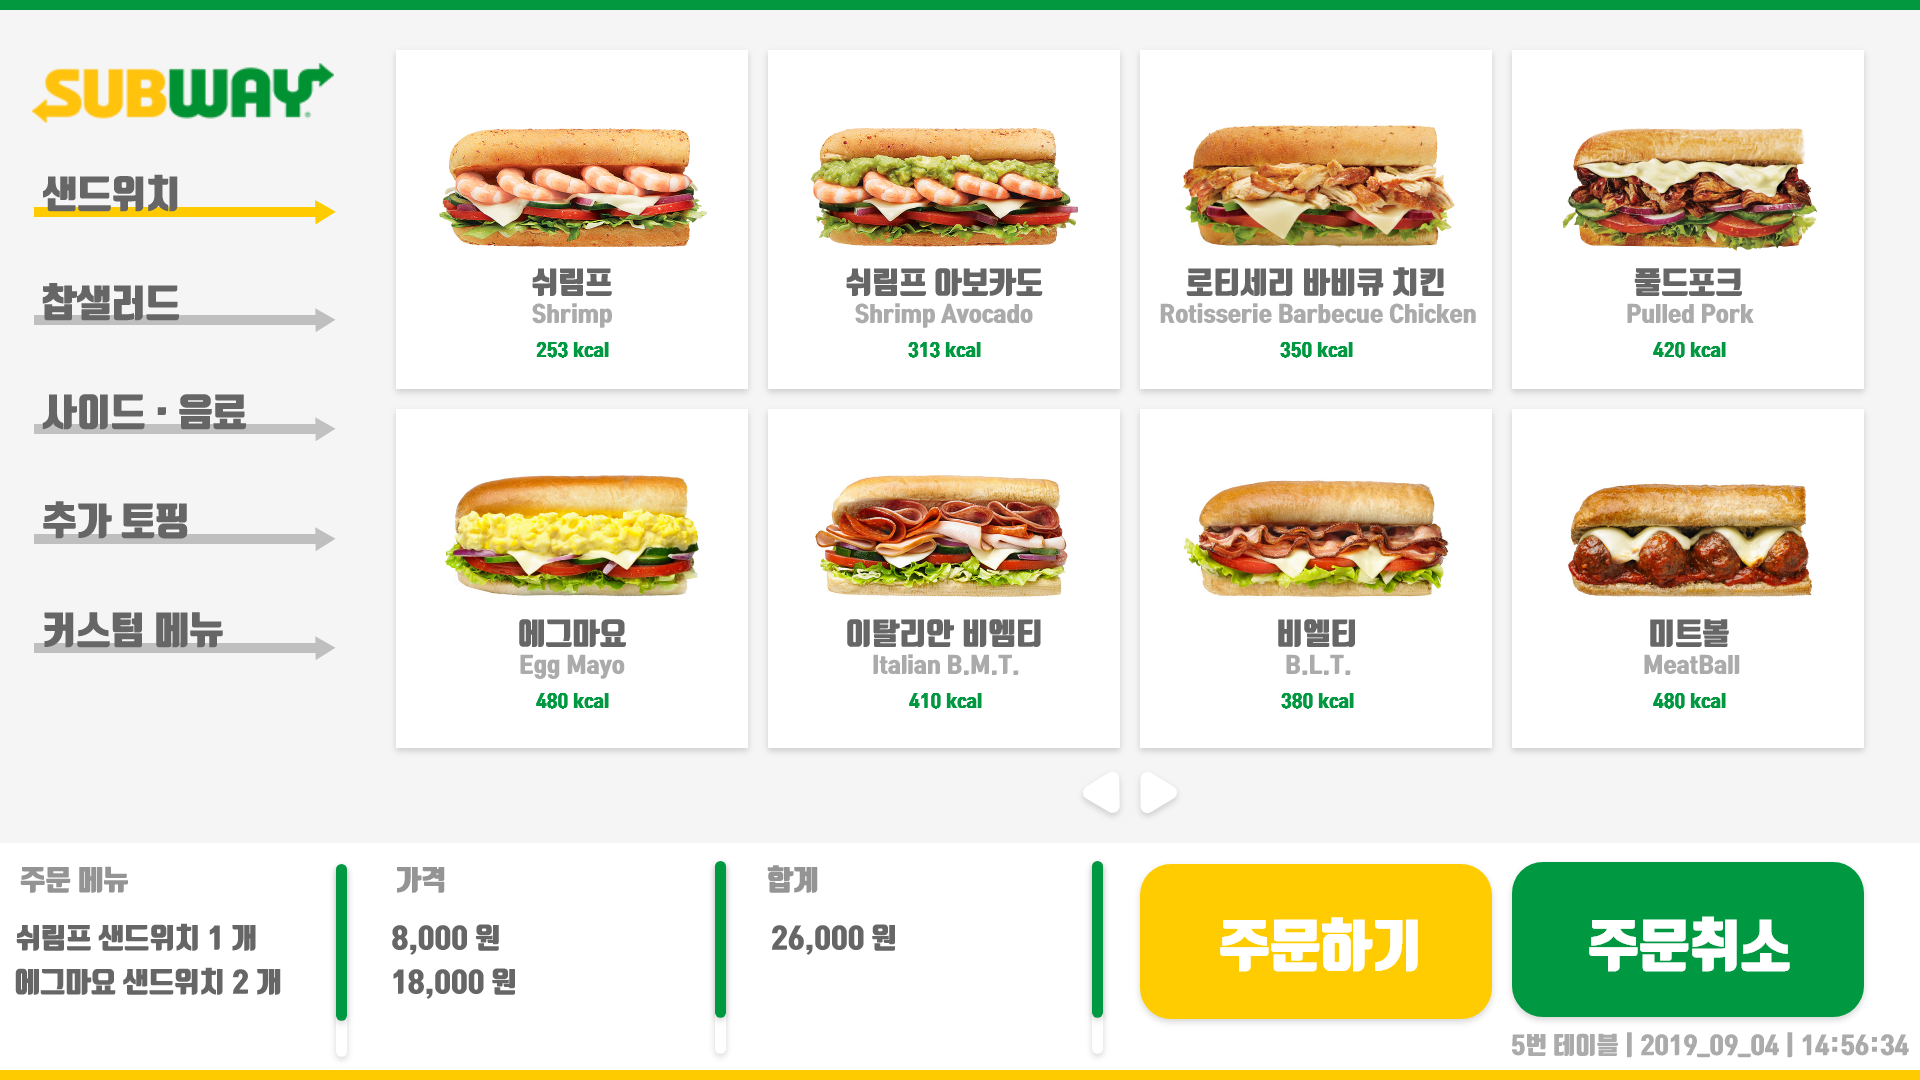 SUBWAY
샌드위치
찹샐러드
사이드 · 음료
추가 토핑
커스텀 메뉴
쉬림프
Shrimp
253 kcal
쉬림프 아보카도
Shrimp Avocado
313 kcal
로티세리 바비큐 치킨
Rotisserie Barbecue Chicken
350 kcal
풀드포크
Pulled Pork
420 kcal
에그마요
Egg Mayo
480 kcal
이탈리안 비엠티
Italian B.M.T.
410 kcal
비엘티
B.L.T.
380 kcal
미트볼
MeatBall
480 kcal
주문 메뉴
쉬림프 샌드위치 1 개
에그마요 샌드위치 2 개
가격
8,000 원
18,000 원
합계
26,000 원
주문하기
주문취소
5번 테이블 | 2019_09_04 | 14:56:34